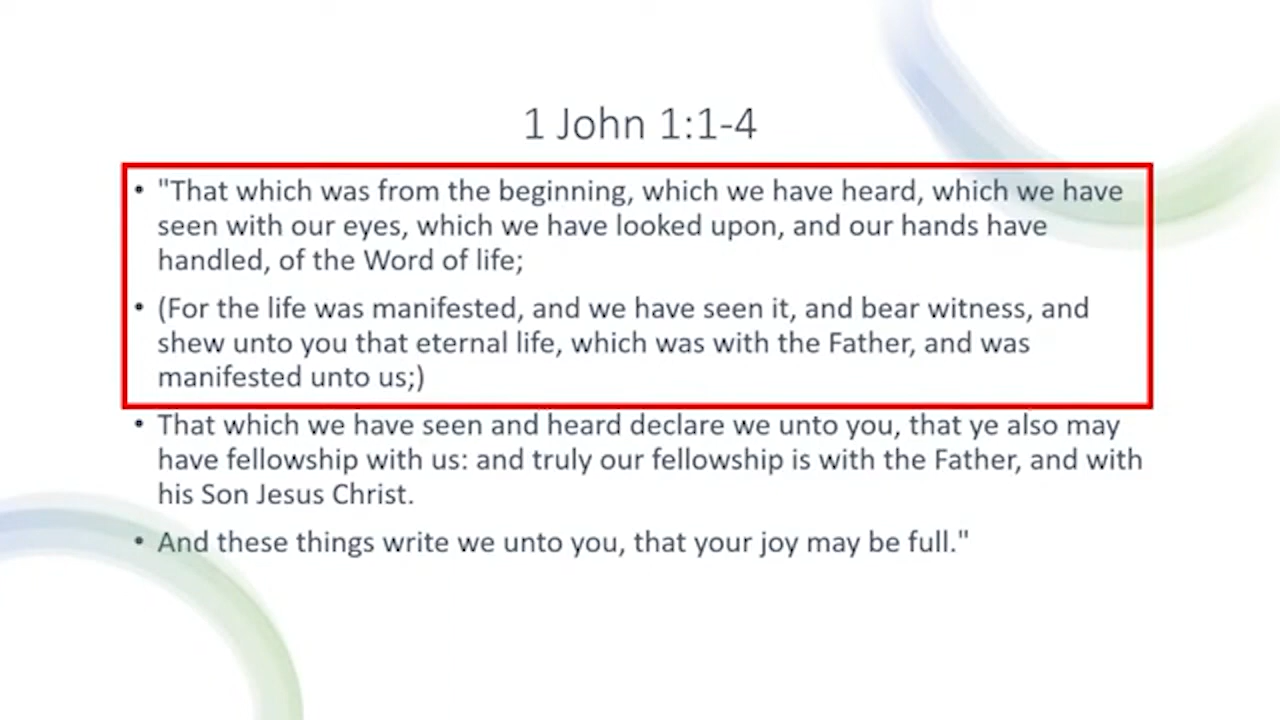 1 John 1:1-4
• "That which was from the beginning, which we have heard, which we have
seen with our eyes, which we have looked upon, and our hands have
handled, of the Word of life;
• (For the life was manifested, and we have seen it, and bear witness, and
shew unto you that eternal life, which was with the Father, and was
manifested unto us;)
• That which we have seen and heard declare we unto you, that ye also may
have fellowship with us: and truly our fellowship is with the Father, and with
his Son Jesus Christ.
• And these things write we unto you, that your joy may be full."